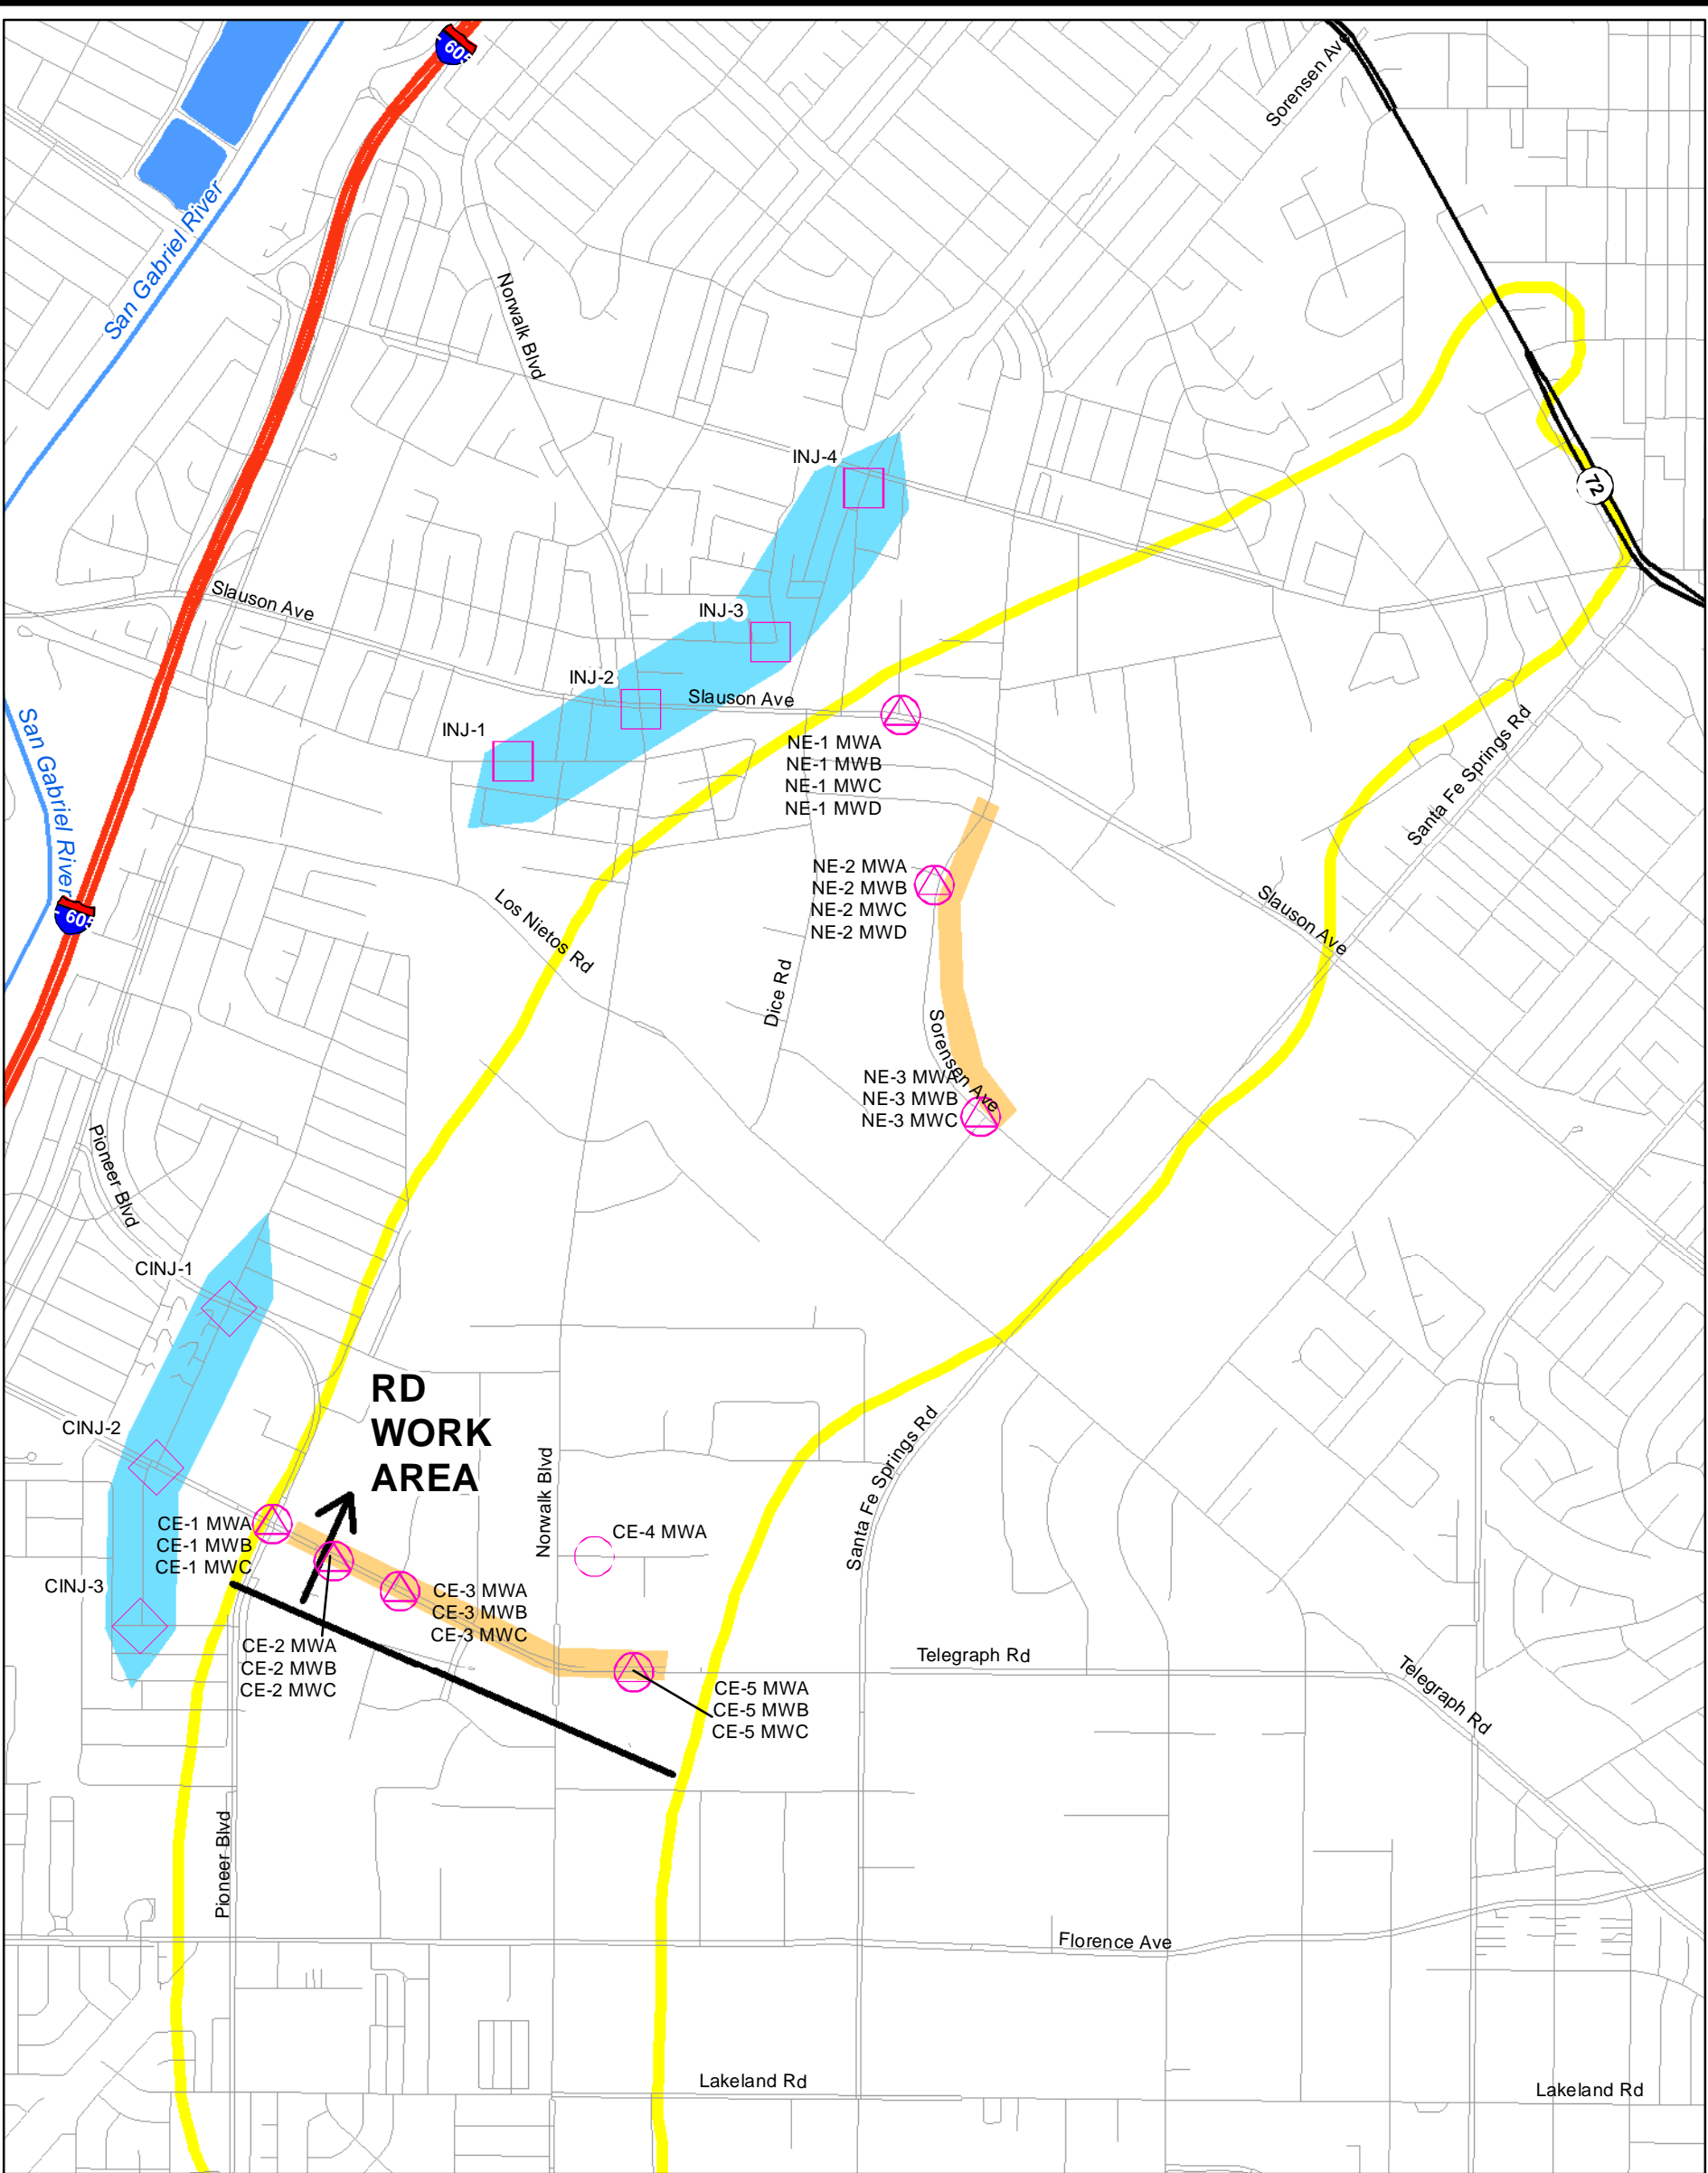 605
Sorensen Ave
San Gabriel River
Norwalk Blvd
INJ-4
72
Slauson Ave
INJ-3
INJ-2
Slauson Ave
INJ-1
San Gabriel River
NE-1 MWA
NE-1 MWB
NE-1 MWC
NE-1 MWD
Santa Fe Springs Rd
NE-2 MWA
NE-2 MWB
NE-2 MWC
NE-2 MWD
605
Los Nietos Rd
Slauson Ave
Dice Rd
Sorensen Ave
NE-3 MWA
NE-3 MWB
NE-3 MWC
Pioneer Blvd
CINJ-1
RD
WORK
AREA
CINJ-2
Norwalk Blvd
Santa Fe Springs Rd
CE-1 MWA
CE-1 MWB
CE-1 MWC
CE-4 MWA
CINJ-3
CE-3 MWA
CE-3 MWB
CE-3 MWC
CE-2 MWA
CE-2 MWB
CE-2 MWC
Telegraph Rd
Telegraph Rd
CE-5 MWA
CE-5 MWB
CE-5 MWC
Pioneer Blvd
Florence Ave
Lakeland Rd
Lakeland Rd